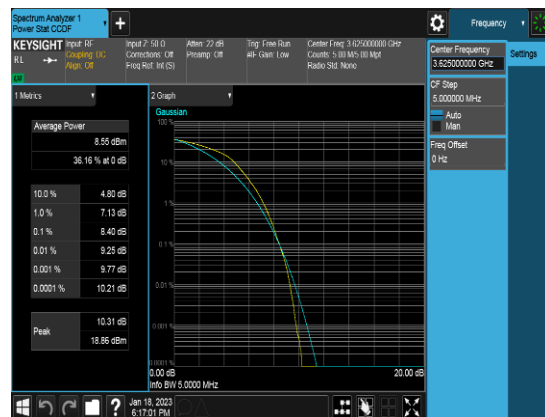 Spectrum Analyzer 1
Power Stat CCDF
+
Frequency
KEYSIGHT
RL
Input: RF
Coupling: DC
Align: Off
Input Z: 50 Ω
Corrections: Off
Freq Ref: Int (S)
Atten: 22 dB
Preamp: Off
Trig: Free Run
#IF Gain: Low
Center Freq: 3.625000000 GHz
Counts: 5.00 M/5.00 Mpt
Radio Std: None
Center Frequency
3.625000000 GHz
Settings
CF Step
5.000000 MHz
Auto
Man
Freq Offset
0 Hz
1 Metrics
Average Power
8.55 dBm
36.16 % at 0 dB
10.0 % 4.80 dB
1.0 % 7.13 dB
0.1 % 8.40 dB
0.01 % 9.25 dB
0.001 % 9.77 dB
0.0001 % 10.21 dB
Peak
10.31 dB
18.86 dBm
2 Graph
Gaussian
100 %
10 %
1 %
0.1 %
0.01 %
0.001 %
0.0001 %
0.00 dB
20.00 dB
Info BW 5.0000 MHz
?
Jan 18, 2023
6:17:01 PM